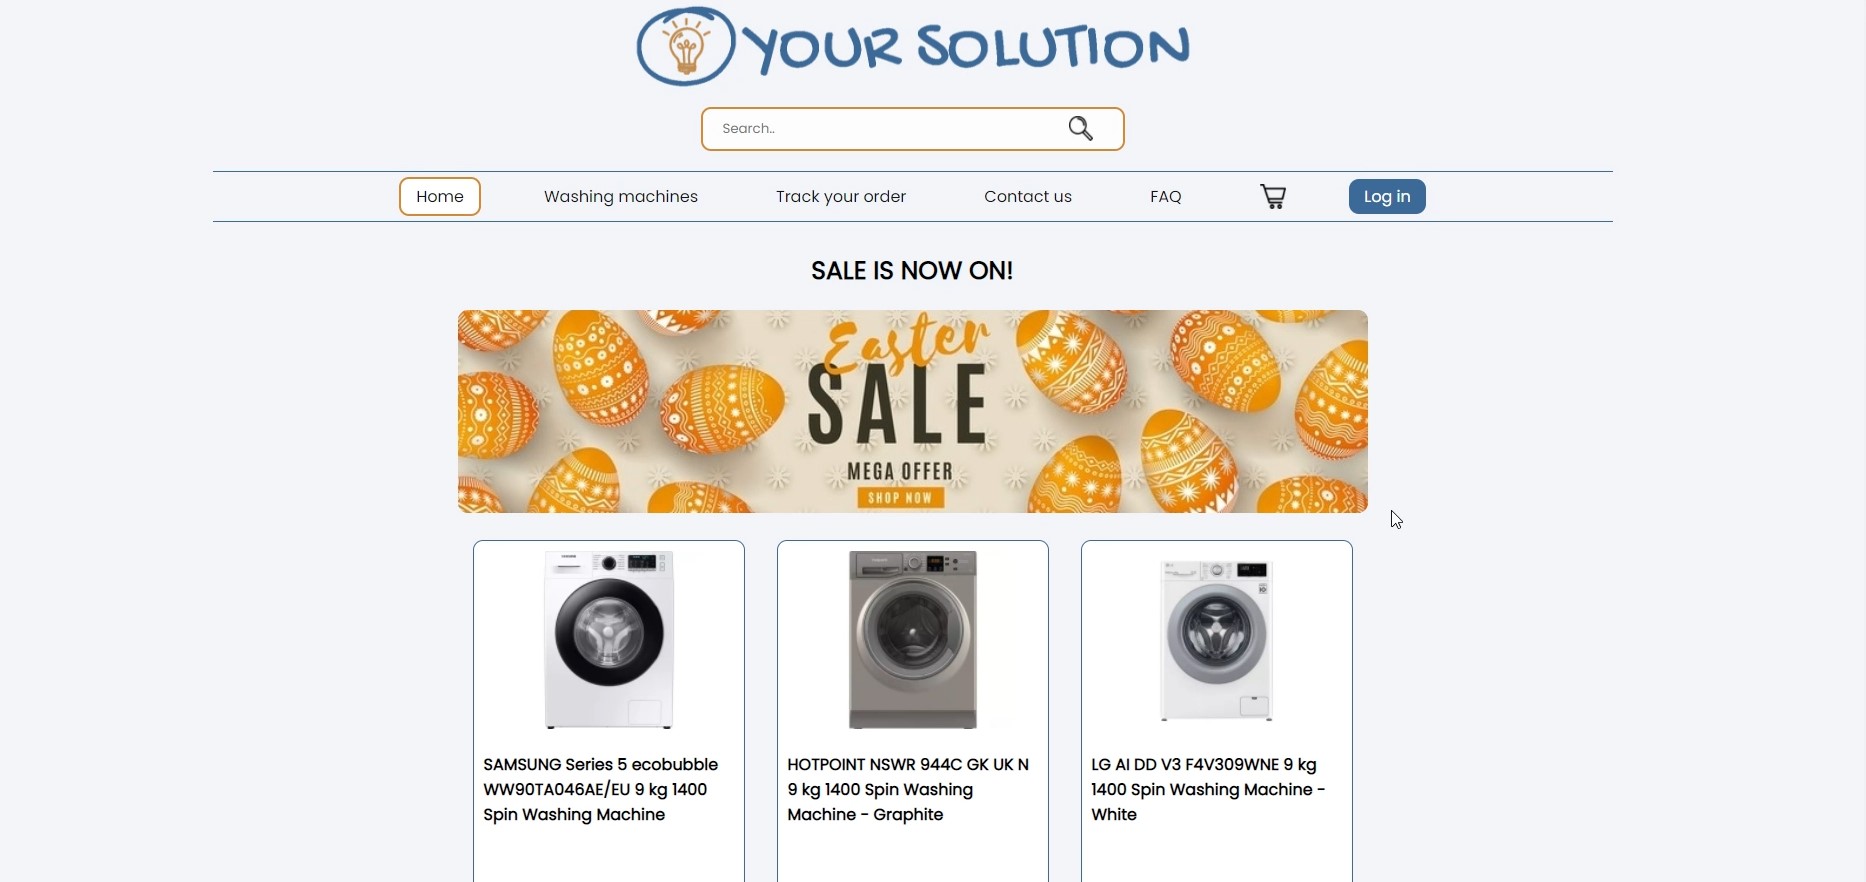 YOUR SOLUTION
Search..
Home
Washing machines
Track your order
Contact us
FAQ
Log in
SALE IS NOW ON!
Easter
SALE
MEGA OFFER
SHOP NOW
SAMSUNG Series 5 ecobubble
WW90TA046AE/EU 9 kg 1400
Spin Washing Machine
HOTPOINT NSWR 944C GK UK N
9 kg 1400 Spin Washing
Machine - Graphite
LG AI DD V3 F4V309WNE 9 kg
1400 Spin Washing Machine -
White